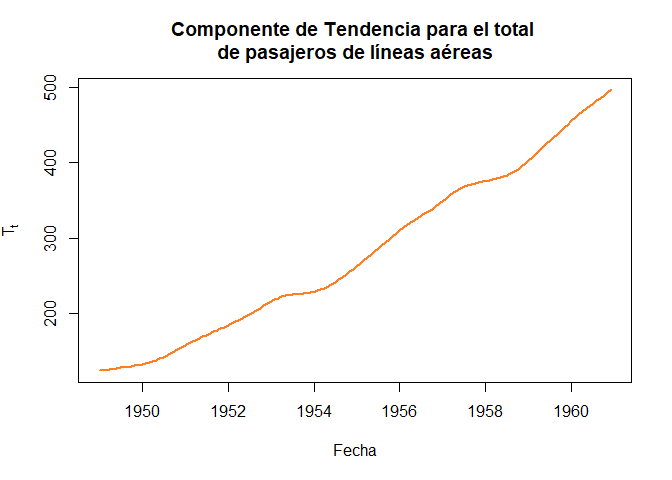 Componente de Tendencia para el total
de pasajeros de líneas aéreas
500
400
300
200
T_t
1950 1952 1954 1956 1958 1960
Fecha